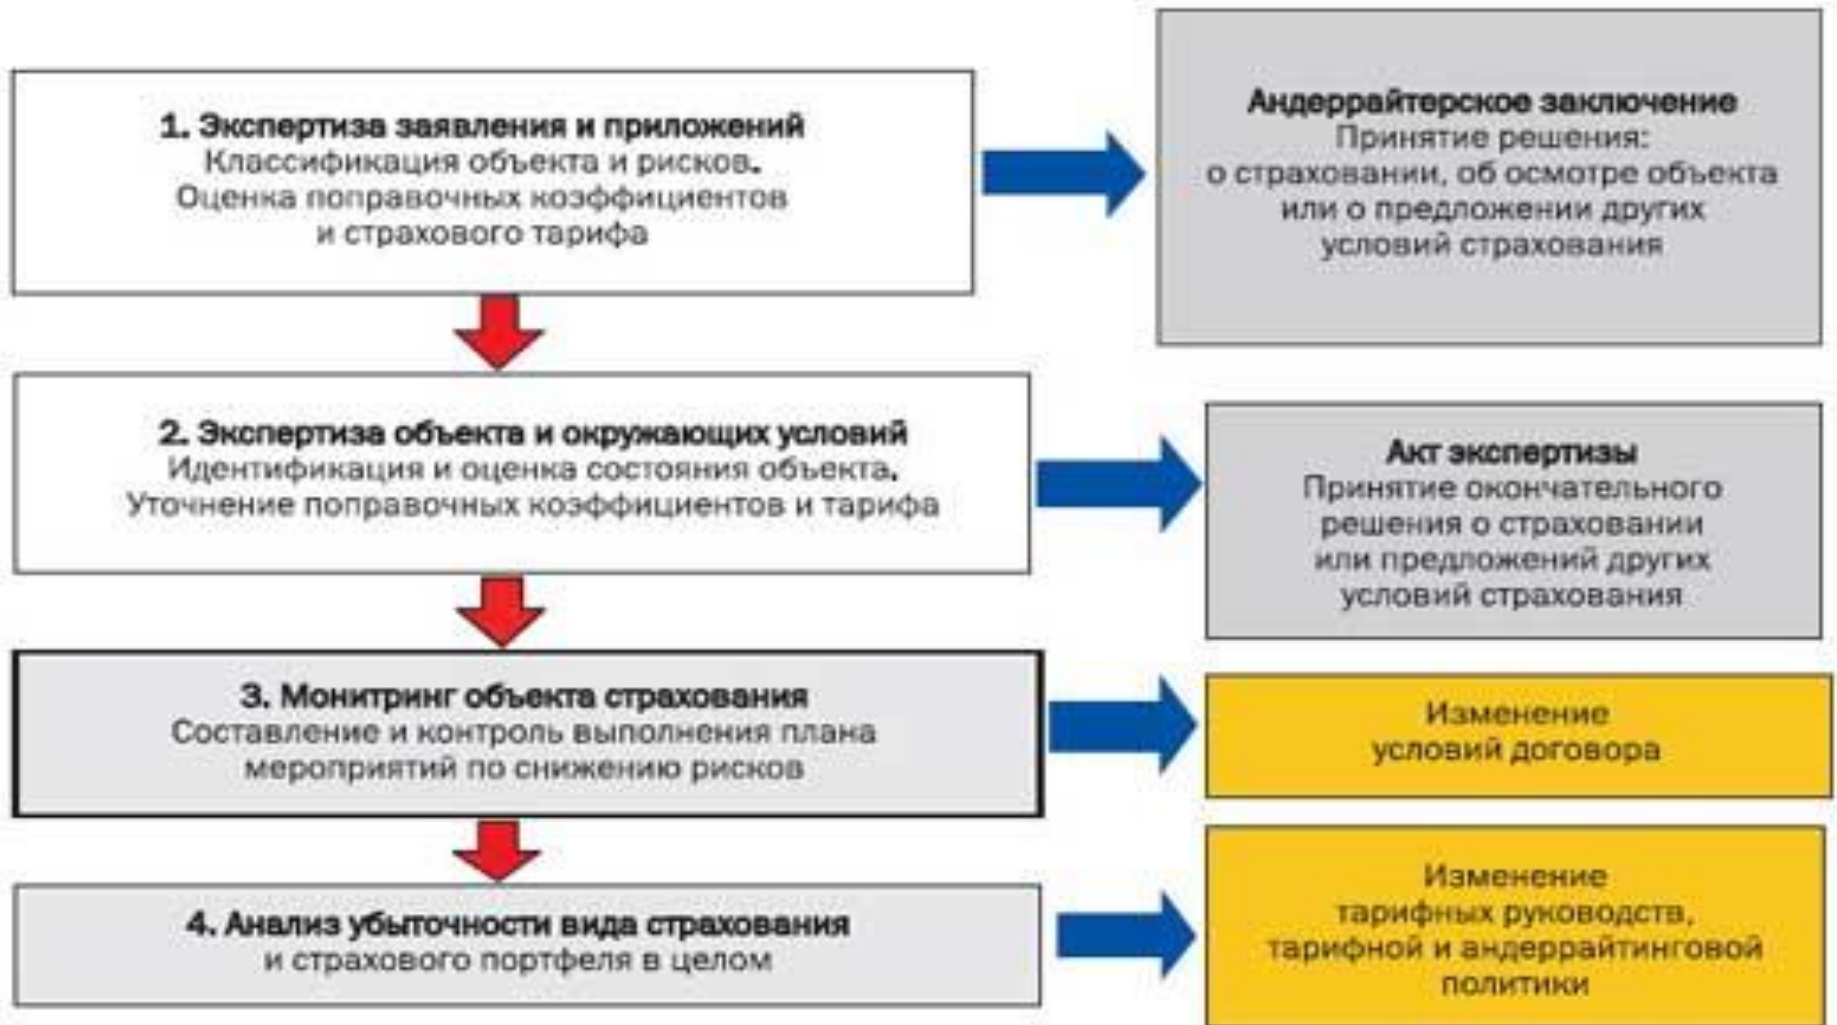 1. Экспертиза заявления и приложений
Классификация объекта и рисков.
Оценка поправочных коэффициентов
и страхового тарифа
Андеррайтерское заключение
Принятие решения:
о страховании, об осмотре объекта
или о предложении других
условий страхования
2. Экспертиза объекта и окружающих условий
Идентификация и оценка состояния объекта.
Уточнение поправочных коэффициентов и тарифа
Акт экспертизы
Принятие окончательного
решения о страховании
или предложений других
условий страхования
3. Монитринг объекта страхования
Составление и контроль выполнения плана
мероприятий по снижению рисков
Изменение
условий договора
4. Анализ убыточности вида страхования
и страхового портфеля в целом
Изменение
тарифных руководств,
тарифной и андеррайтинговой
политики